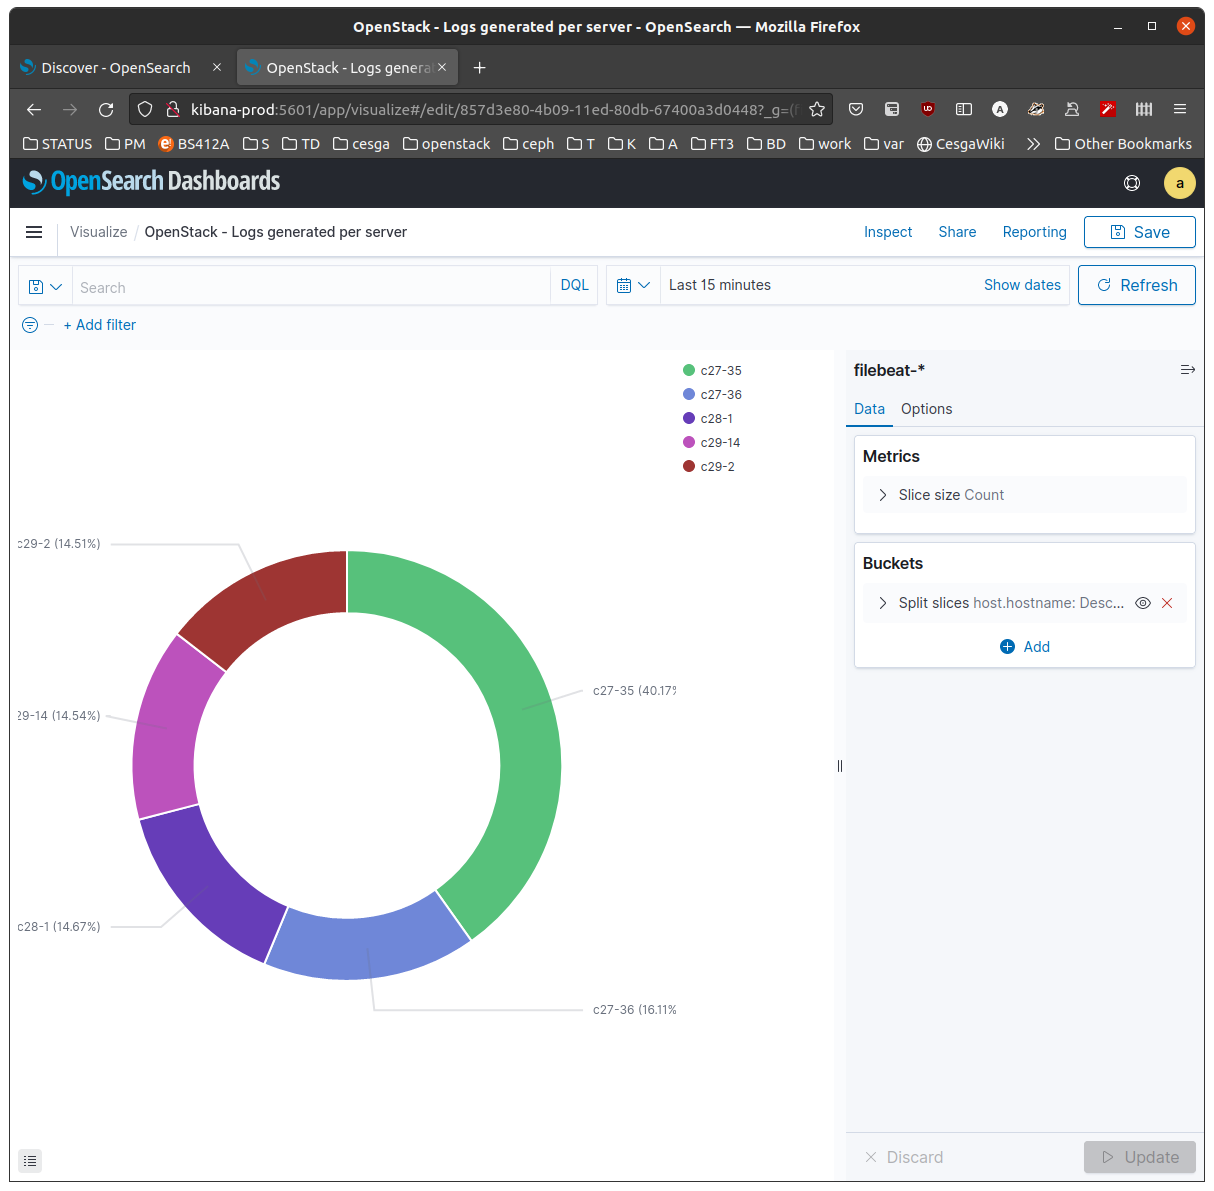 OpenStack - Logs generated per server - OpenSearch — Mozilla Firefox
Discover - OpenSearch
OpenStack - Logs genera
kibana-prod:5601/app/visualize#/edit/857d3e80-4b09-11ed-80db-67400a3d0448?_g=(f
STATUS PM BS412A S TD cesga openstack ceph T K A FT3 BD work var CesgaWiki Other Bookmarks
OpenSearch Dashboards
a
Visualize / OpenStack - Logs generated per server
Inspect Share Reporting Save
Search DQL Last 15 minutes Show dates Refresh
+ Add filter
c27-35
c27-36
c28-1
c29-14
c29-2
c29-2 (14.51%)
c27-35 (40.17%
29-14 (14.54%)
c28-1 (14.67%)
c27-36 (16.11%
filebeat-*
Data Options
Metrics
Slice size Count
Buckets
Split slices host.hostname: Desc...
Add
Discard Update